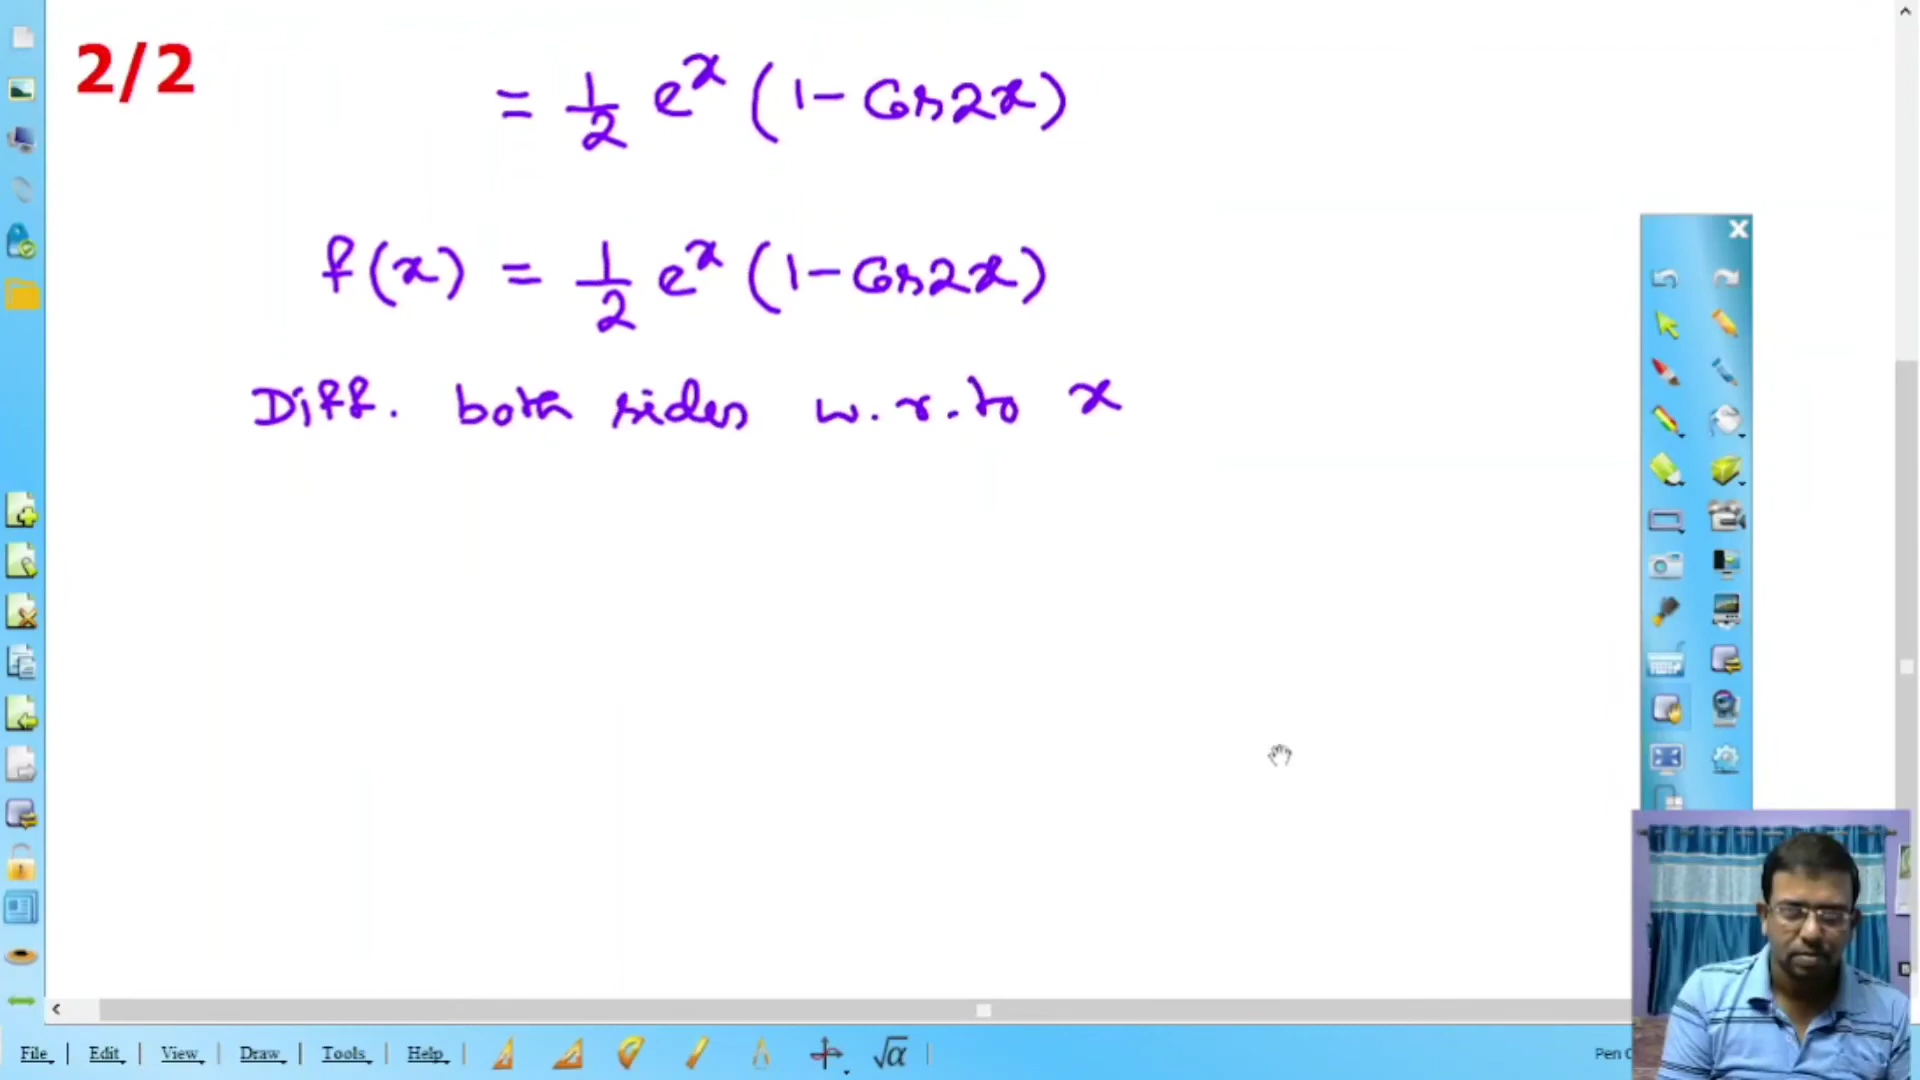 2/2
= 1/2 e^x (1 - Cos2x)
f(x) = 1/2 e^x (1 - Cos2x)
Diff. both sides w.r.to x
File Edit View Draw Tools Help √α Pen